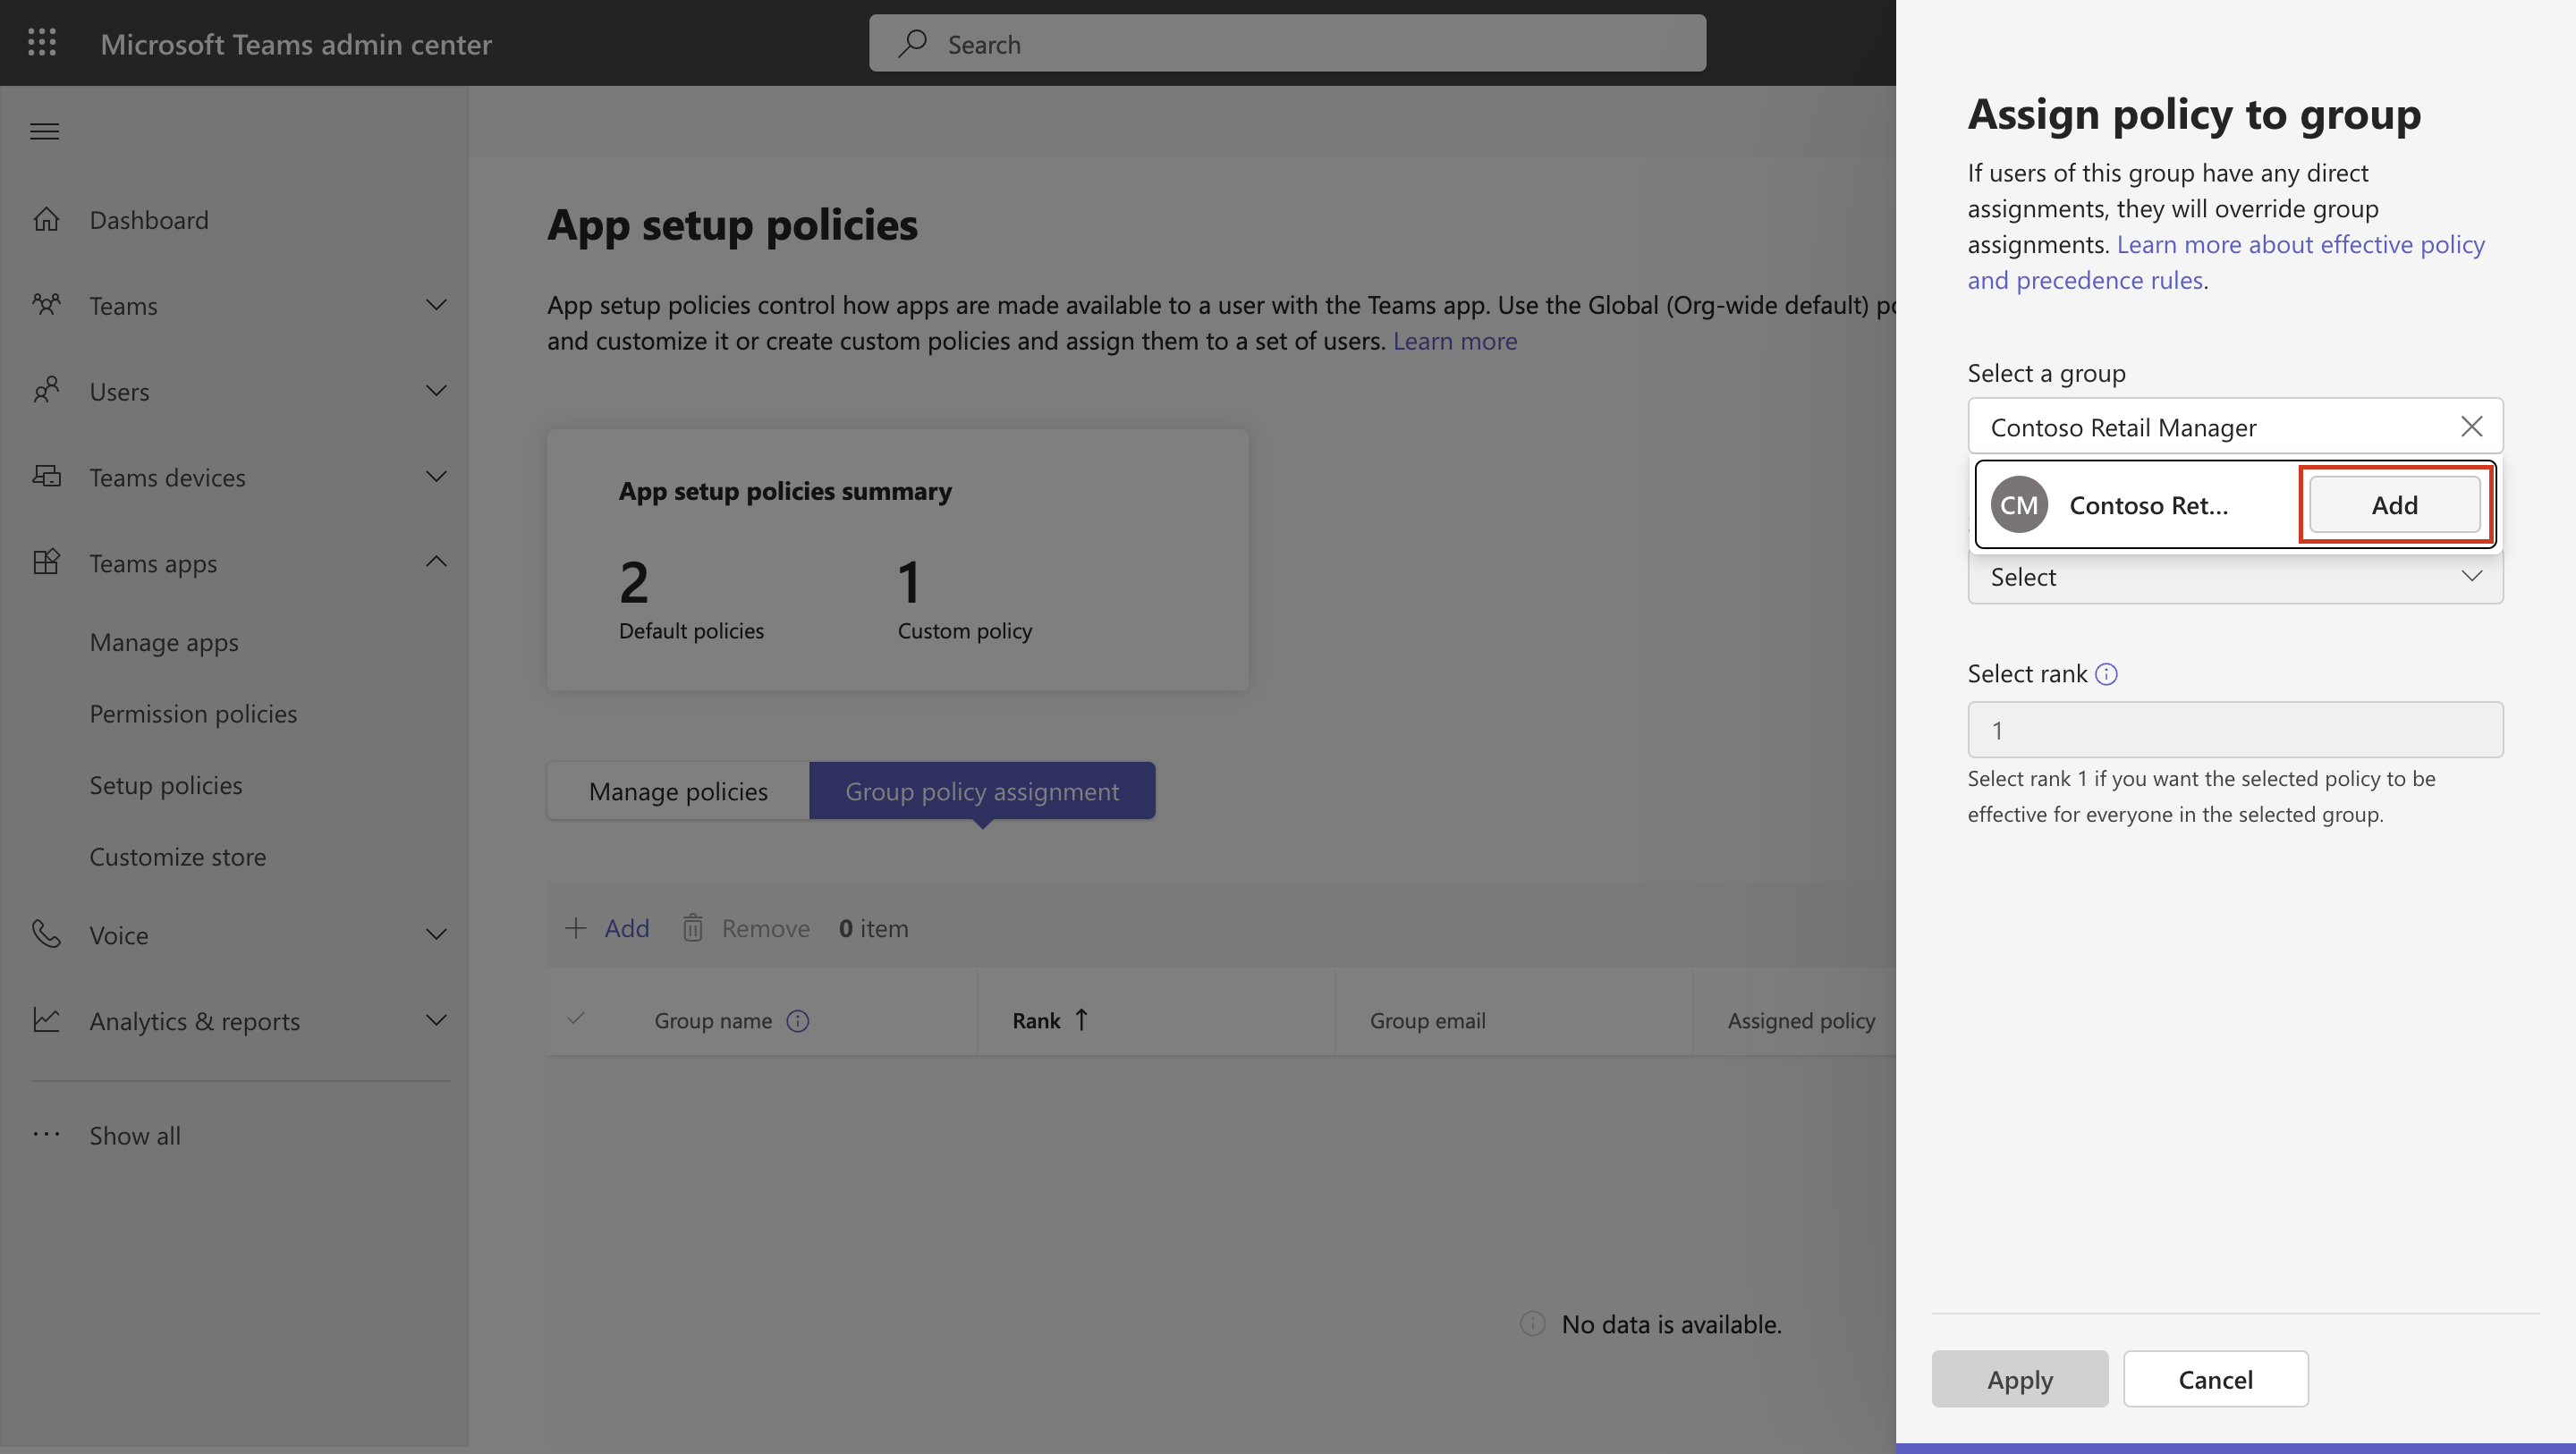 Microsoft Teams admin center
Search
Dashboard
Teams
Users
Teams devices
Teams apps
Manage apps
Permission policies
Setup policies
Customize store
Voice
Analytics & reports
Show all
App setup policies
App setup policies control how apps are made available to a user with the Teams app. Use the Global (Org-wide default)
and customize it or create custom policies and assign them to a set of users. Learn more
App setup policies summary
2
Default policies
1
Custom policy
Manage policies
Group policy assignment
Add
Remove
0 item
Group name
Rank ↑
Group email
Assigned policy
No data is available.
Assign policy to group
If users of this group have any direct
assignments, they will override group
assignments. Learn more about effective policy
and precedence rules.
Select a group
Contoso Retail Manager
CM
Contoso Ret...
Add
Select
Select rank
1
Select rank 1 if you want the selected policy to be
effective for everyone in the selected group.
Apply
Cancel